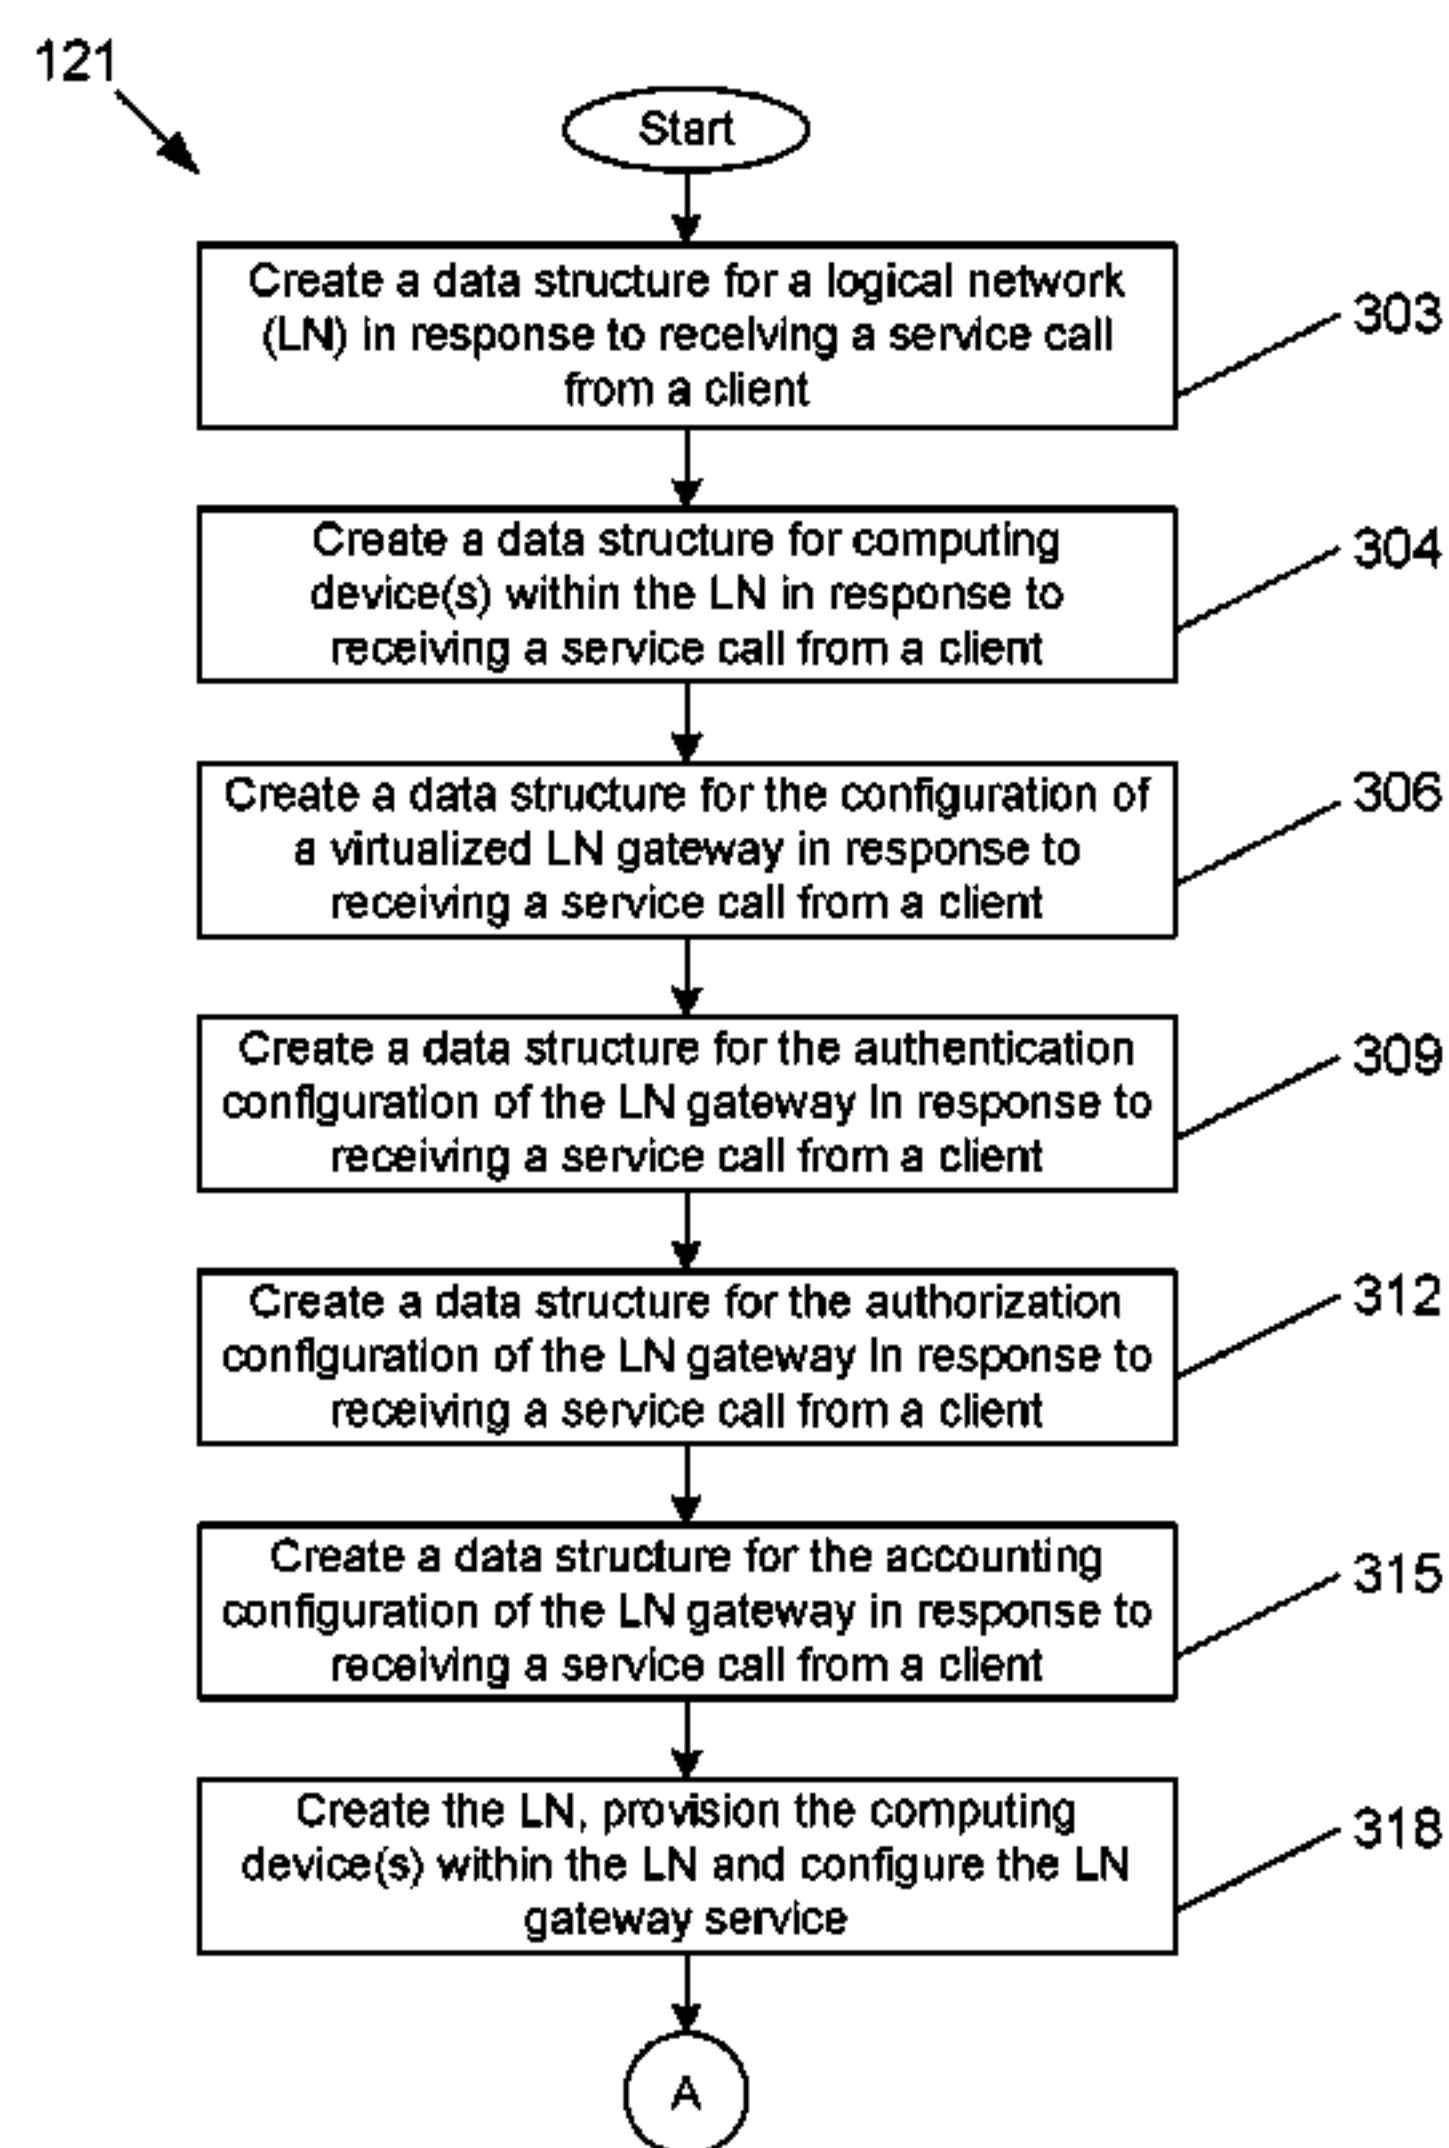 121
Start
Create a data structure for a logical network
(LN) in response to receiving a service call
from a client
303
Create a data structure for computing
device(s) within the LN in response to
receiving a service call from a client
304
Create a data structure for the configuration of
a virtualized LN gateway in response to
receiving a service call from a client
306
Create a data structure for the authentication
configuration of the LN gateway in response to
receiving a service call from a client
309
Create a data structure for the authorization
configuration of the LN gateway in response to
receiving a service call from a client
312
Create a data structure for the accounting
configuration of the LN gateway in response to
receiving a service call from a client
315
Create the LN, provision the computing
device(s) within the LN and configure the LN
gateway service
318
A